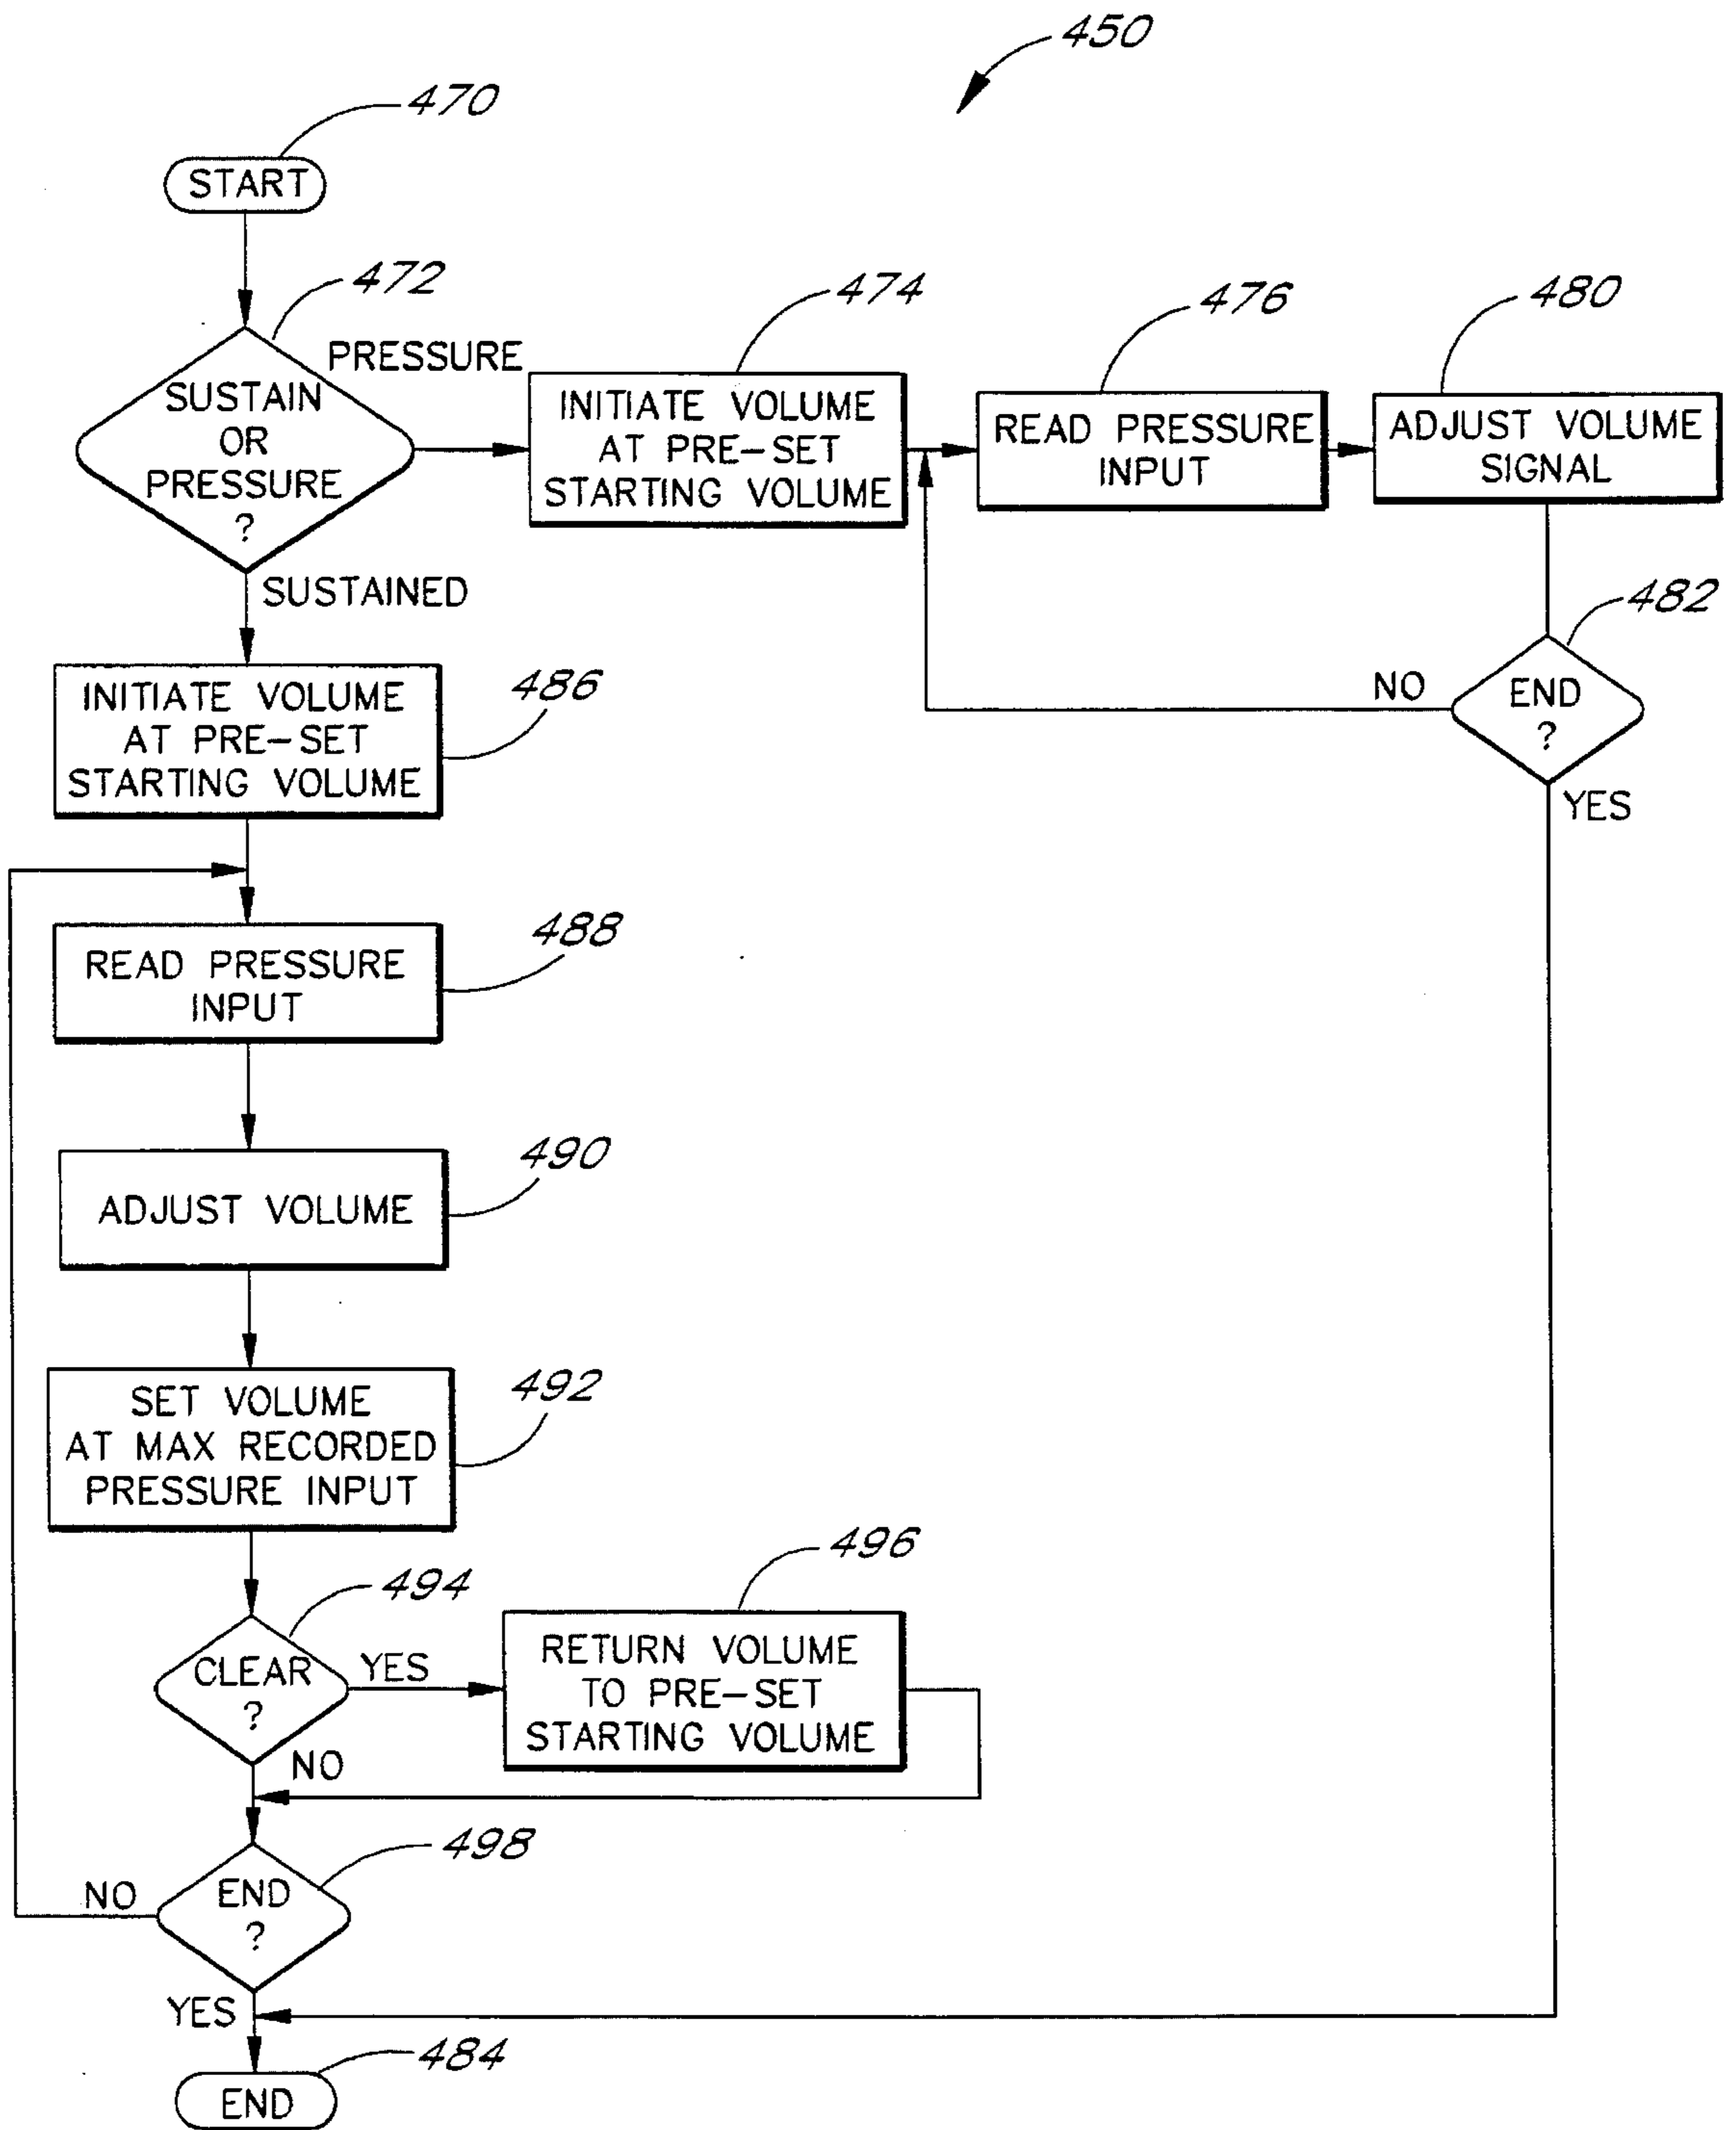 450
470
START
472
PRESSURE
SUSTAIN
OR
PRESSURE
?
474
INITIATE VOLUME
AT PRE-SET
STARTING VOLUME
476
READ PRESSURE
INPUT
480
ADJUST VOLUME
SIGNAL
482
END
?
NO
YES
SUSTAINED
486
INITIATE VOLUME
AT PRE-SET
STARTING VOLUME
488
READ PRESSURE
INPUT
490
ADJUST VOLUME
492
SET VOLUME
AT MAX RECORDED
PRESSURE INPUT
494
CLEAR
?
YES
496
RETURN VOLUME
TO PRE-SET
STARTING VOLUME
NO
498
END
?
NO
YES
484
END